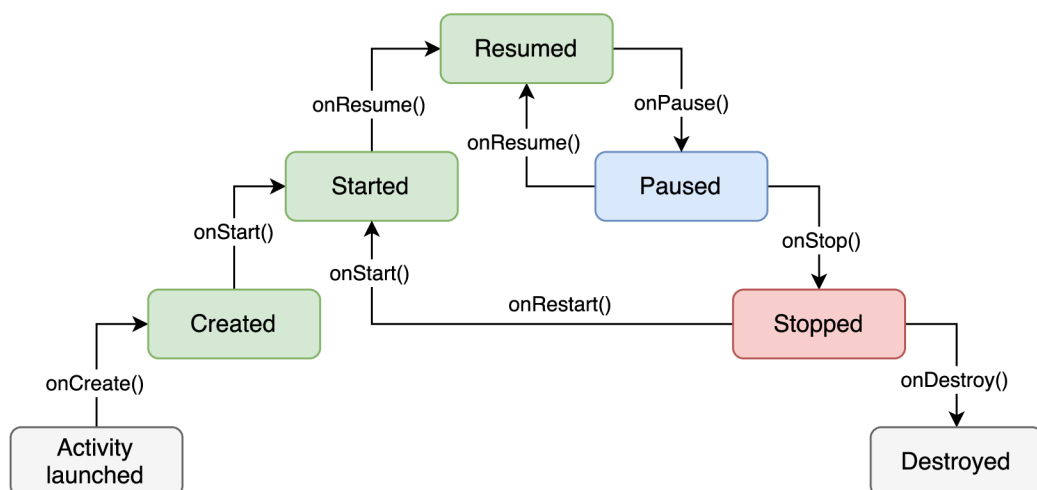 Resumed
onResume()
onPause()
onResume()
Started
Paused
onStart()
onStop()
onStart()
onRestart()
Created
Stopped
onCreate()
onDestroy()
Activity
launched
Destroyed